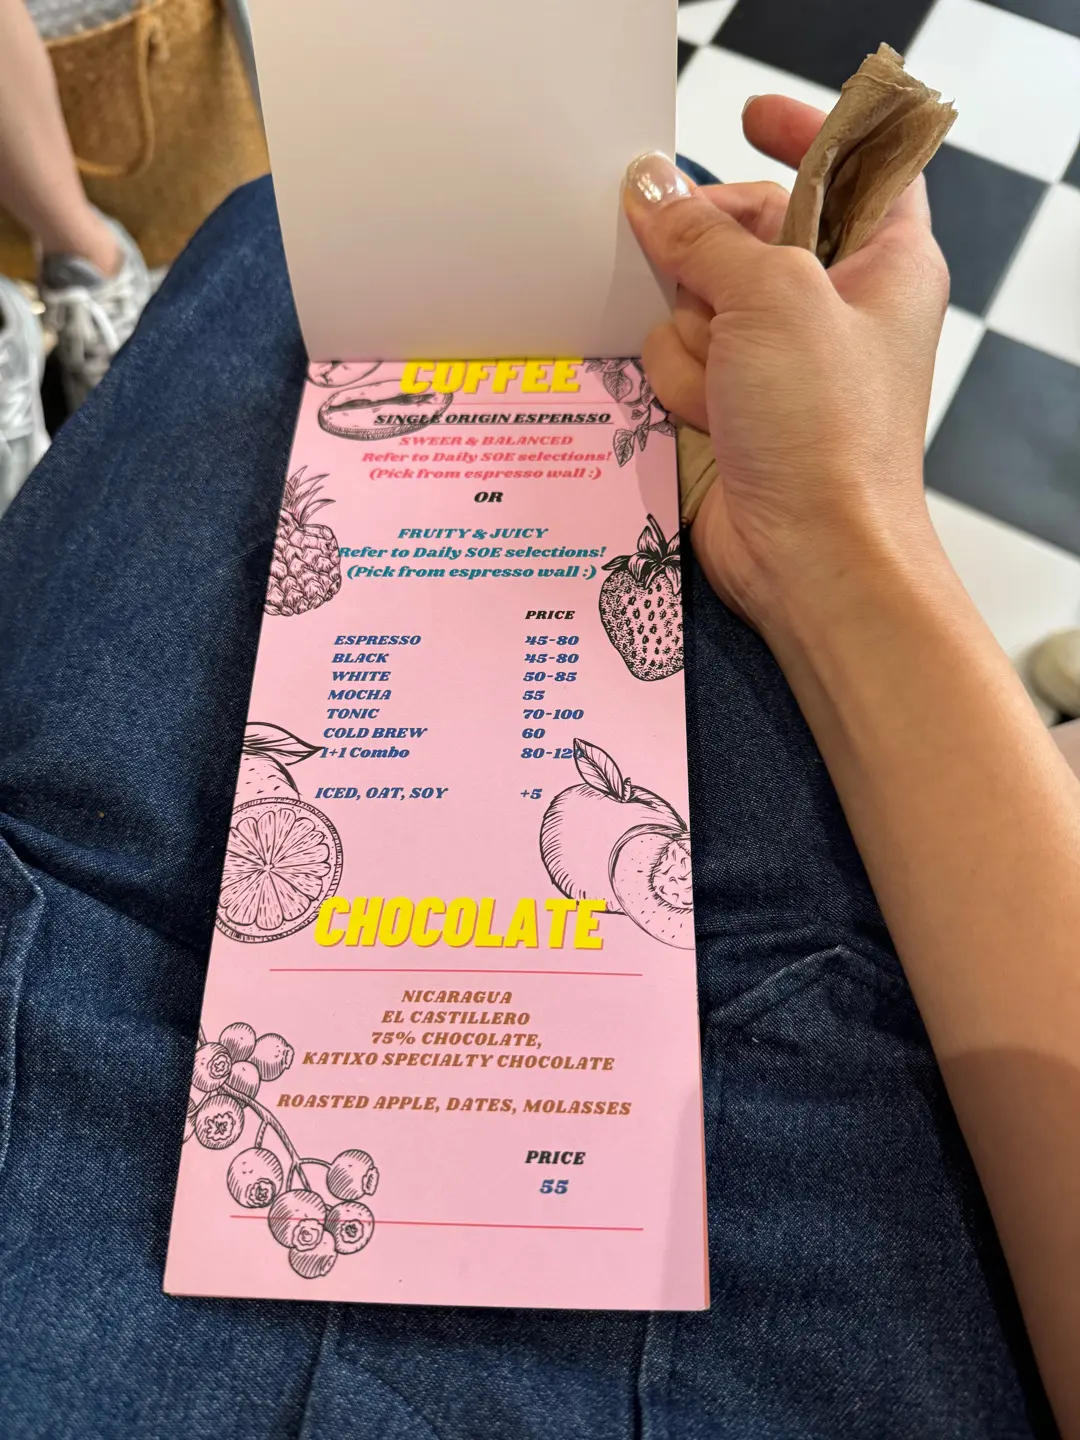 COFFEE
SINGLE ORIGIN ESPERSSO
SWEER & BALANCED
Refer to Daily SOE selections!
(Pick from espresso wall :)
OR
FRUITY & JUICY
Refer to Daily SOE selections!
(Pick from espresso wall :)
PRICE
ESPRESSO 45-80
BLACK 45-80
WHITE 50-85
MOCHA 55
TONIC 70-100
COLD BREW 60
1+1 Combo 80-120
ICED, OAT, SOY +5
CHOCOLATE
NICARAGUA
EL CASTILLERO
75% CHOCOLATE,
KATIXO SPECIALTY CHOCOLATE
ROASTED APPLE, DATES, MOLASSES
PRICE
55